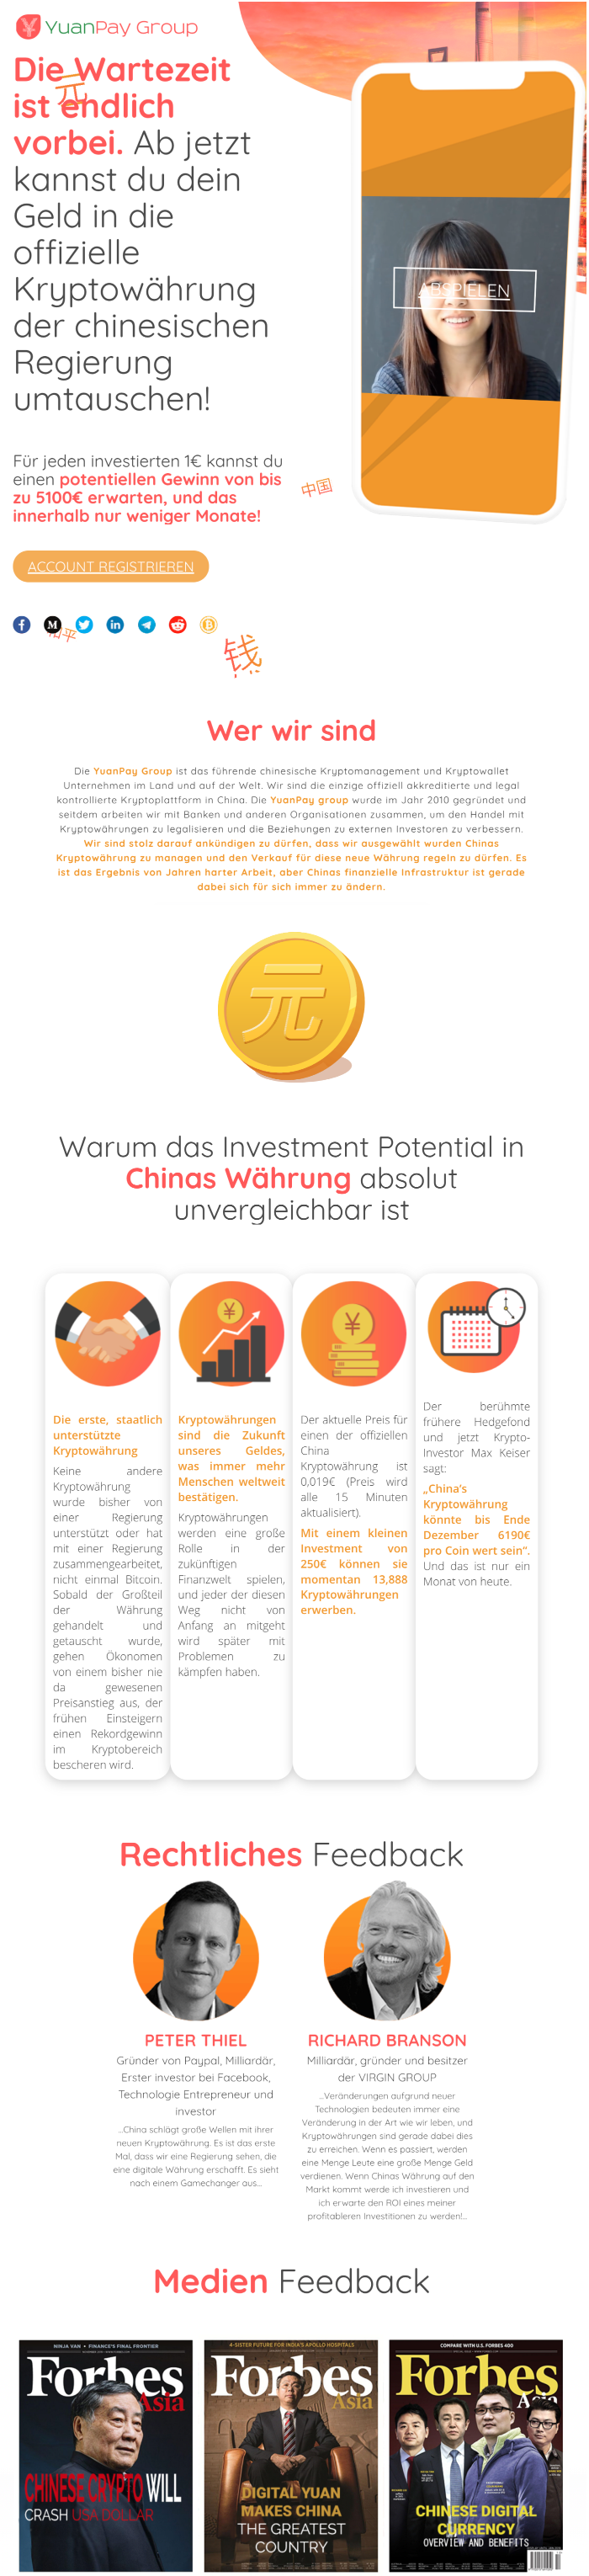 YuanPay Group
Die Wartezeit
ist endlich
vorbei. Ab jetzt
kannst du dein
Geld in die
offizielle
Kryptowährung
der chinesischen
Regierung
umtauschen!
元
ABSPIELEN
Für jeden investierten 1€ kannst du
einen potentiellen Gewinn von bis
zu 5100€ erwarten, und das
innerhalb nur weniger Monate!
中国
ACCOUNT REGISTRIEREN
平
钱
Wer wir sind
Die YuanPay Group ist das führende chinesische Kryptomanagement und Kryptowallet
Unternehmen im Land und auf der Welt. Wir sind die einzige offiziell akkreditierte und legal
kontrollierte Kryptoplattform in China. Die YuanPay group wurde im Jahr 2010 gegründet und
seitdem arbeiten wir mit Banken und anderen Organisationen zusammen, um den Handel mit
Kryptowährungen zu legalisieren und die Beziehungen zu externen Investoren zu verbessern.
Wir sind stolz darauf ankündigen zu dürfen, dass wir ausgewählt wurden Chinas
Kryptowährung zu managen und den Verkauf für diese neue Währung regeln zu dürfen. Es
ist das Ergebnis von Jahren harter Arbeit, aber Chinas finanzielle Infrastruktur ist gerade
dabei sich für sich immer zu ändern.
元
Warum das Investment Potential in
Chinas Währung absolut
unvergleichbar ist
Die erste, staatlich
unterstützte
Kryptowährung
Keine andere
Kryptowährung
wurde bisher von
einer Regierung
unterstützt oder hat
mit einer Regierung
zusammengearbeitet,
nicht einmal Bitcoin.
Sobald der Großteil
der Währung
gehandelt und
getauscht wurde,
gehen Ökonomen
von einem bisher nie
da gewesenen
Preisanstieg aus, der
frühen Einsteigern
einen Rekordgewinn
im Kryptobereich
bescheren wird.
¥
Kryptowährungen
sind die Zukunft
unseres Geldes,
was immer mehr
Menschen weltweit
bestätigen.
Kryptowährungen
werden eine große
Rolle in der
zukünftigen
Finanzwelt spielen,
und jeder der diesen
Weg nicht von
Anfang an mitgeht
wird später mit
Problemen zu
kämpfen haben.
¥
Der aktuelle Preis für
einen der offiziellen
China
Kryptowährung ist
0,019€ (Preis wird
alle 15 Minuten
aktualisiert).
Mit einem kleinen
Investment von
250€ können sie
momentan 13,888
Kryptowährungen
erwerben.
Der berühmte
frühere Hedgefond
und jetzt Krypto-
Investor Max Keiser
sagt:
„China's
Kryptowährung
könnte bis Ende
Dezember 6190€
pro Coin wert sein“.
Und das ist nur ein
Monat von heute.
Rechtliches Feedback
PETER THIEL
Gründer von Paypal, Milliardär,
Erster investor bei Facebook,
Technologie Entrepreneur und
investor
...China schlägt große Wellen mit ihrer
neuen Kryptowährung. Es ist das erste
Mal, dass wir eine Regierung sehen, die
eine digitale Währung erschafft. Es sieht
nach einem Gamechanger aus...
RICHARD BRANSON
Milliardär, gründer und besitzer
der VIRGIN GROUP
...Veränderungen aufgrund neuer
Technologien bedeuten immer eine
Veränderung in der Art wie wir leben, und
Kryptowährungen sind gerade dabei dies
zu erreichen. Wenn es passiert, werden
eine Menge Leute eine große Menge Geld
verdienen. Wenn Chinas Währung auf den
Markt kommt werde ich investieren und
ich erwarte den ROI eines meiner
profitableren Investitionen zu werden!...
Medien Feedback
NINJA VAN • FINANCE'S FINAL FRONTIER
Forbes
Asia
CHINESE CRYPTO WILL
CRASH USA DOLLAR
4-SISTER FUTURE FOR INDIA'S APOLLO HOSPITALS
Forbes
Asia
DIGITAL YUAN
MAKES CHINA
THE GREATEST
COUNTRY
COMPARE WITH U.S. FORBES 400
Forbes
Asia
CHINESE DIGITAL
CURRENCY
OVERVIEW AND BENEFITS